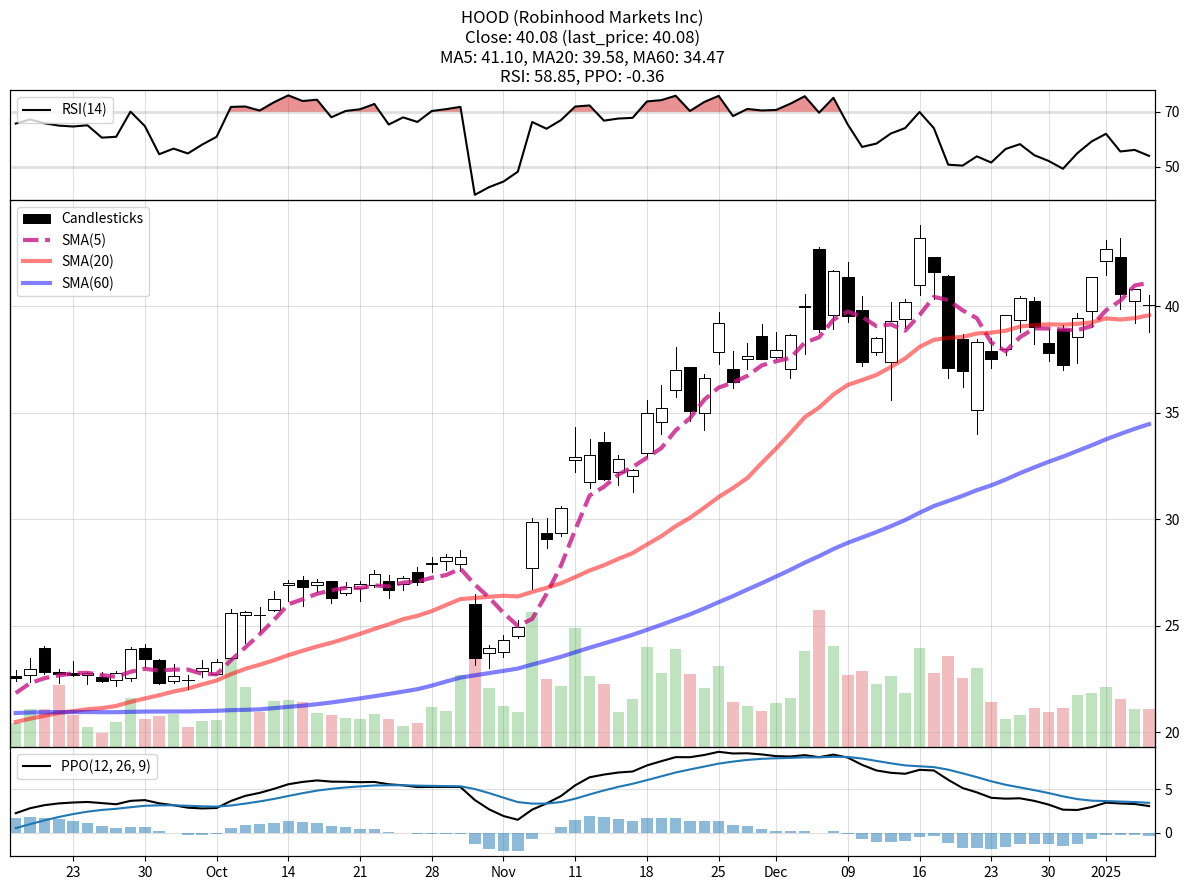 HOOD (Robinhood Markets Inc)
Close: 40.08 (last_price: 40.08)
MA5: 41.10, MA20: 39.58, MA60: 34.47
RSI: 58.85, PPO: -0.36
RSI(14)
70
50
Candlesticks
SMA(5)
SMA(20)
SMA(60)
40
35
30
25
20
PPO(12, 26, 9)
5
0
23 30 Oct 14 21 28 Nov 11 18 25 Dec 09 16 23 30 2025